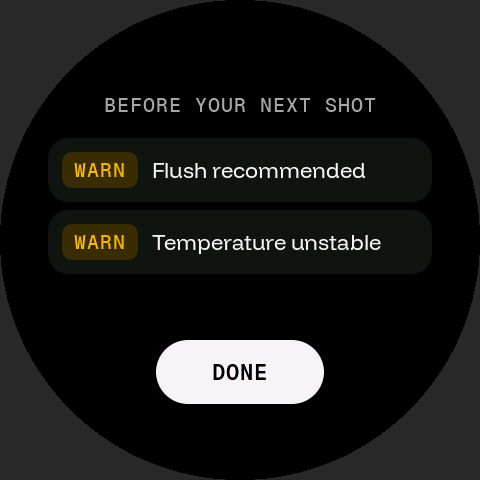 BEFORE YOUR NEXT SHOT
WARN Flush recommended
WARN Temperature unstable
DONE